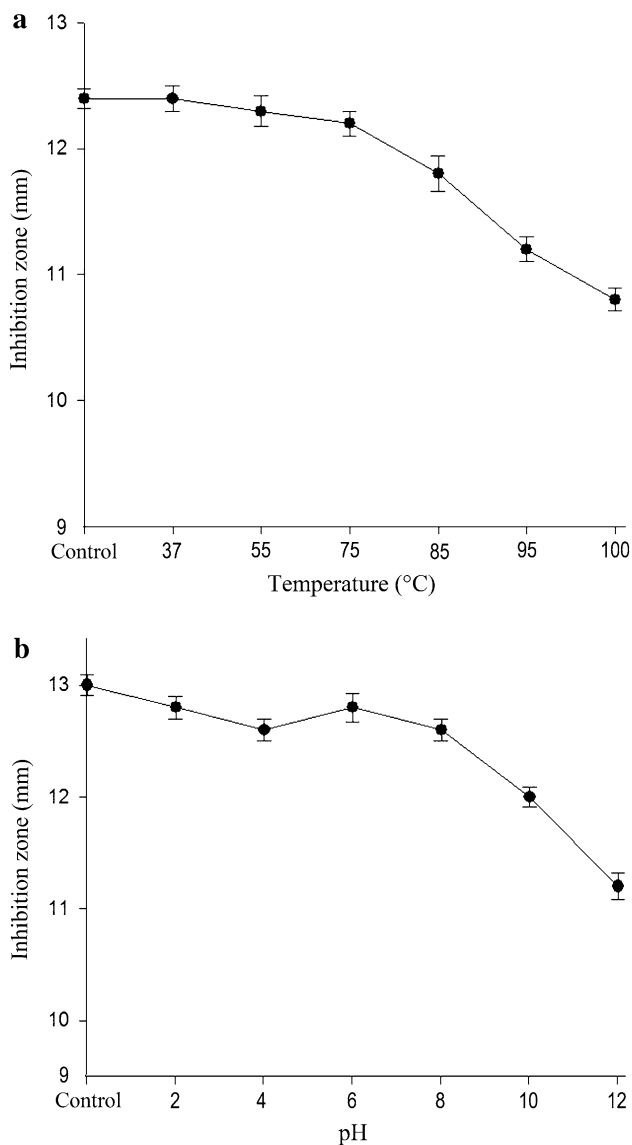 a
13
12
11
10
9
Inhibition zone (mm)
Control 37 55 75 85 95 100
Temperature (°C)
b
13
12
11
10
9
Inhibition zone (mm)
Control 2 4 6 8 10 12
pH